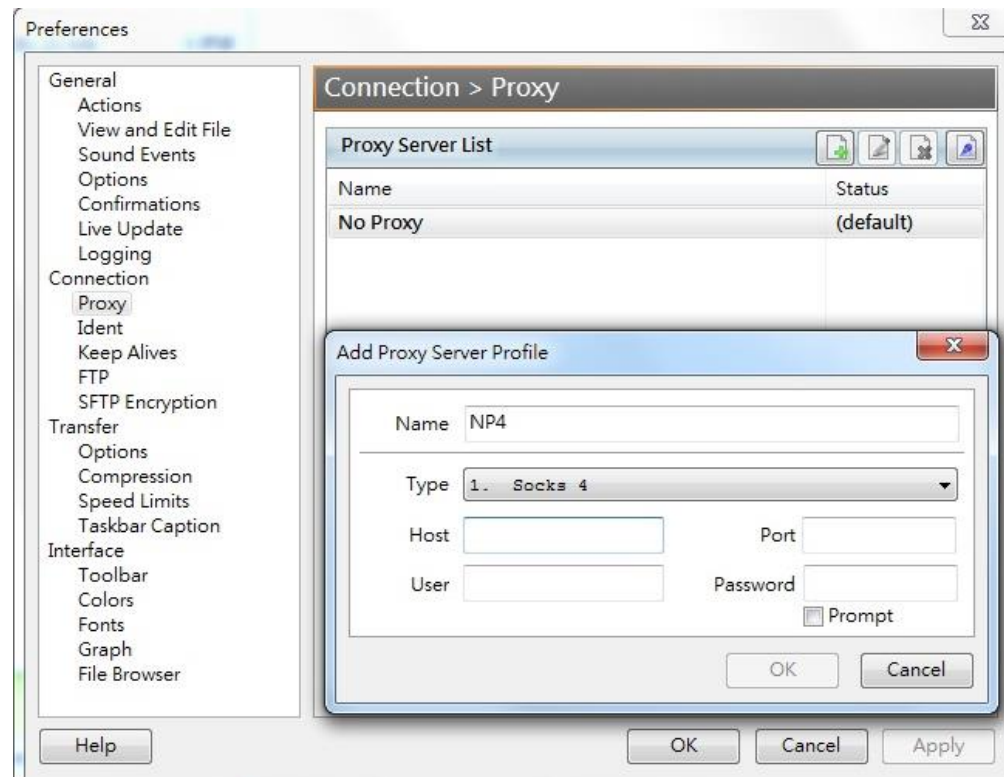 Preferences
General
Actions
View and Edit File
Sound Events
Options
Confirmations
Live Update
Logging
Connection
Proxy
Ident
Keep Alives
FTP
SFTP Encryption
Transfer
Options
Compression
Speed Limits
Taskbar Caption
Interface
Toolbar
Colors
Fonts
Graph
File Browser
Connection > Proxy
Proxy Server List
Name Status
No Proxy (default)
Add Proxy Server Profile
Name NP4
Type 1. Socks 4
Host Port
User Password
Prompt
OK Cancel
Help OK Cancel Apply